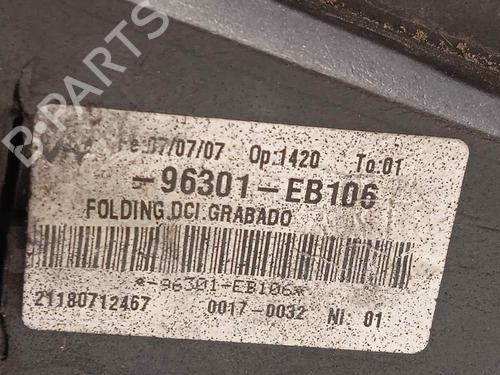 B-PARTS
Fe:07/07/07 Op:1420 To:01
-96301-EB106
FOLDING,DCI,GRABADO
*-96301-EB106*
21180712467 0017-0032 NI: 01